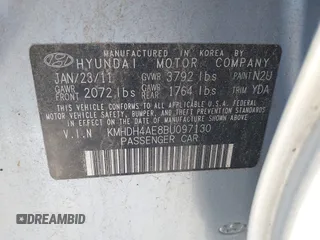 MANUFACTURED IN KOREA BY
HYUNDAI MOTOR COMPANY
JAN/23/11 GVWR 3792 lbs PAINT N2U
GAWR FRONT 2072 lbs GAWR REAR 1764 lbs TRIM YDA
THIS VEHICLE CONFORMS TO ALL APPLICABLE FEDERAL
MOTOR VEHICLE SAFETY, BUMPER, AND THEFT
PREVENTION STANDARDS IN EFFECT ON THE DATE OF
MANUFACTURE SHOWN ABOVE.
V.I.N KMHDH4AE8BU097130
PASSENGER CAR
DREAMBID